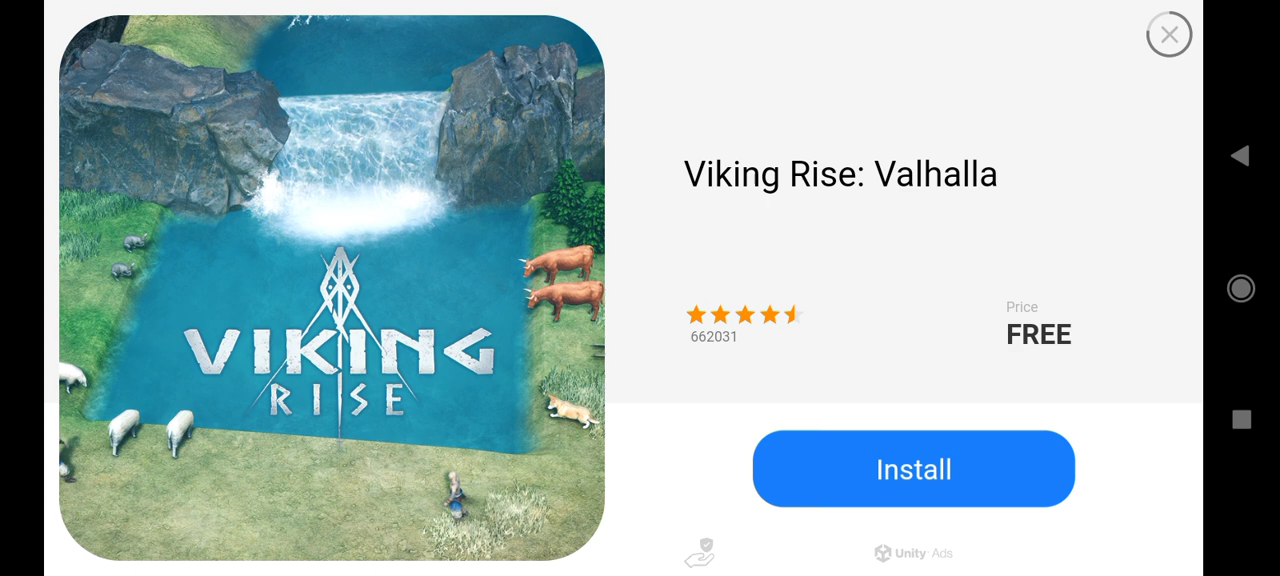 VIKING
RISE
Viking Rise: Valhalla
662031
Price
FREE
Install
Unity Ads